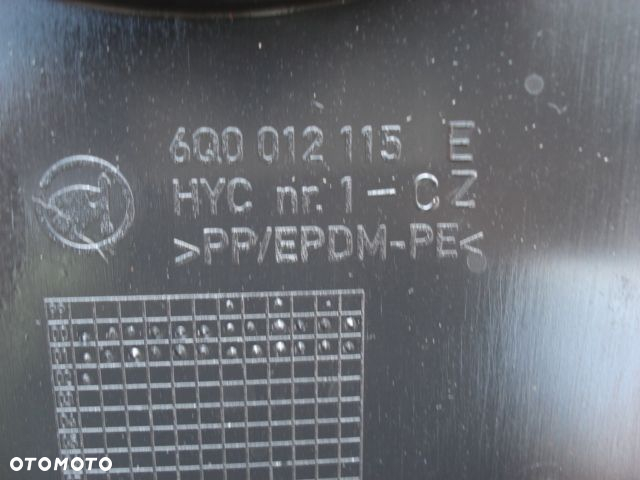 6Q0 012 115 E
HYC nr. 1-CZ
>PP/EPDM-PE<
OTOMOTO